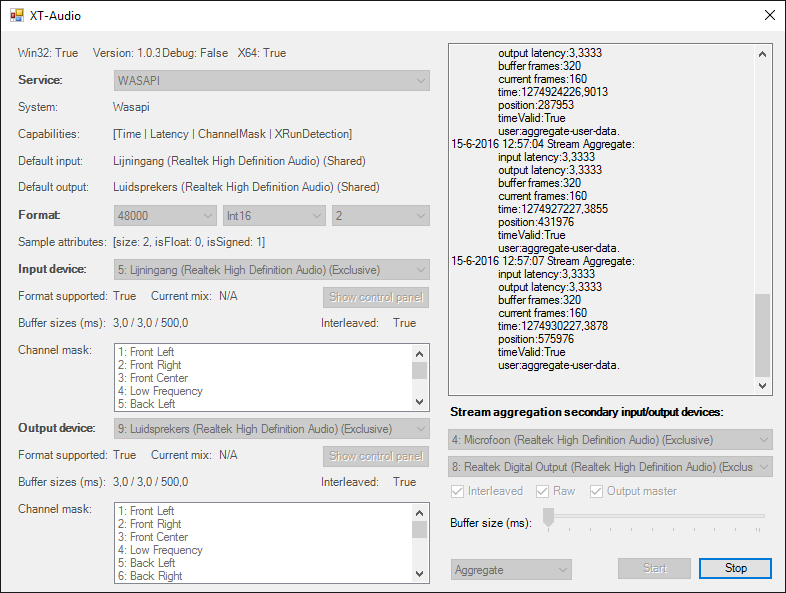 XT-Audio
Win32: True Version: 1.0.3 Debug: False X64: True
Service: WASAPI
System: Wasapi
Capabilities: [Time | Latency | ChannelMask | XRunDetection]
Default input: Lijningang (Realtek High Definition Audio) (Shared)
Default output: Luidsprekers (Realtek High Definition Audio) (Shared)
Format: 48000 Int16 2
Sample attributes: [size: 2, isFloat: 0, isSigned: 1]
Input device: 5: Lijningang (Realtek High Definition Audio) (Exclusive)
Format supported: True Current mix: N/A Show control panel
Buffer sizes (ms): 3,0 / 3,0 / 500,0 Interleaved: True
Channel mask:
1: Front Left
2: Front Right
3: Front Center
4: Low Frequency
5: Back Left
Output device: 9: Luidsprekers (Realtek High Definition Audio) (Exclusive)
Format supported: True Current mix: N/A Show control panel
Buffer sizes (ms): 3,0 / 3,0 / 500,0 Interleaved: True
Channel mask:
1: Front Left
2: Front Right
3: Front Center
4: Low Frequency
5: Back Left
6: Back Right
output latency:3,3333
buffer frames:320
current frames:160
time:1274924226,9013
position:287953
timeValid:True
user:aggregate-user-data.
15-6-2016 12:57:04 Stream Aggregate:
input latency:3,3333
output latency:3,3333
buffer frames:320
current frames:160
time:1274927227,3855
position:431976
timeValid:True
user:aggregate-user-data.
15-6-2016 12:57:07 Stream Aggregate:
input latency:3,3333
output latency:3,3333
buffer frames:320
current frames:160
time:1274930227,3878
position:575976
timeValid:True
user:aggregate-user-data.
Stream aggregation secondary input/output devices:
4: Microfoon (Realtek High Definition Audio) (Exclusive)
8: Realtek Digital Output (Realtek High Definition Audio) (Exclus
Interleaved Raw Output master
Buffer size (ms):
Aggregate Start Stop